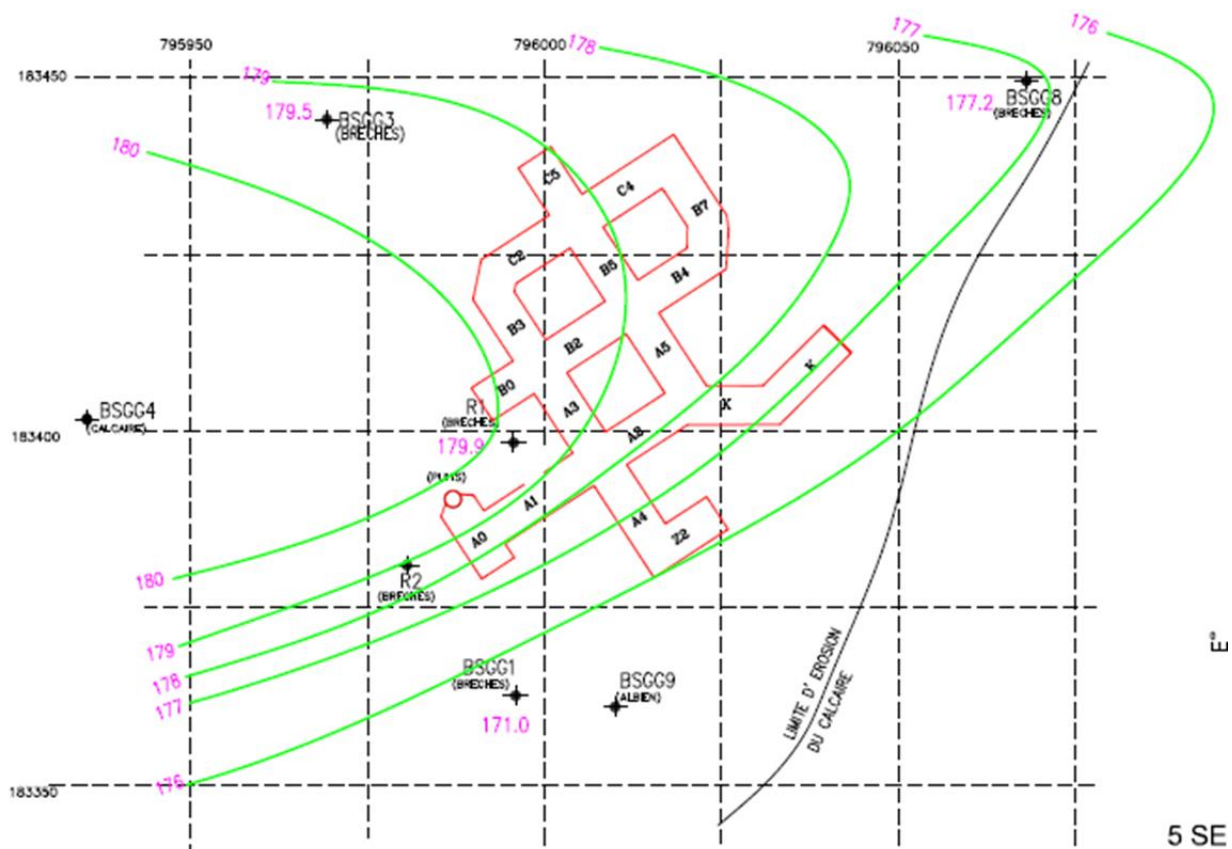 795950
796000
178
177
796050
176
183450
179
179.5
BSGG3
(BRECHES)
177.2
BSGG8
(BRECHES)
180
C5
C4
B7
C2
B5
B4
B3
B2
A5
B0
K
R1
(BRECHES)
BSGG4
(CALCAIRE)
A3
X
183400
179.9
A8
(PUITS)
A1
A4
A0
Z2
180
R2
(BRECHES)
179
178
177
BSGG1
(BRECHES)
171.0
BSGG9
(ALBIEN)
LIMITE D' EROSION
DU CALCAIRE
176
183350
5 SE